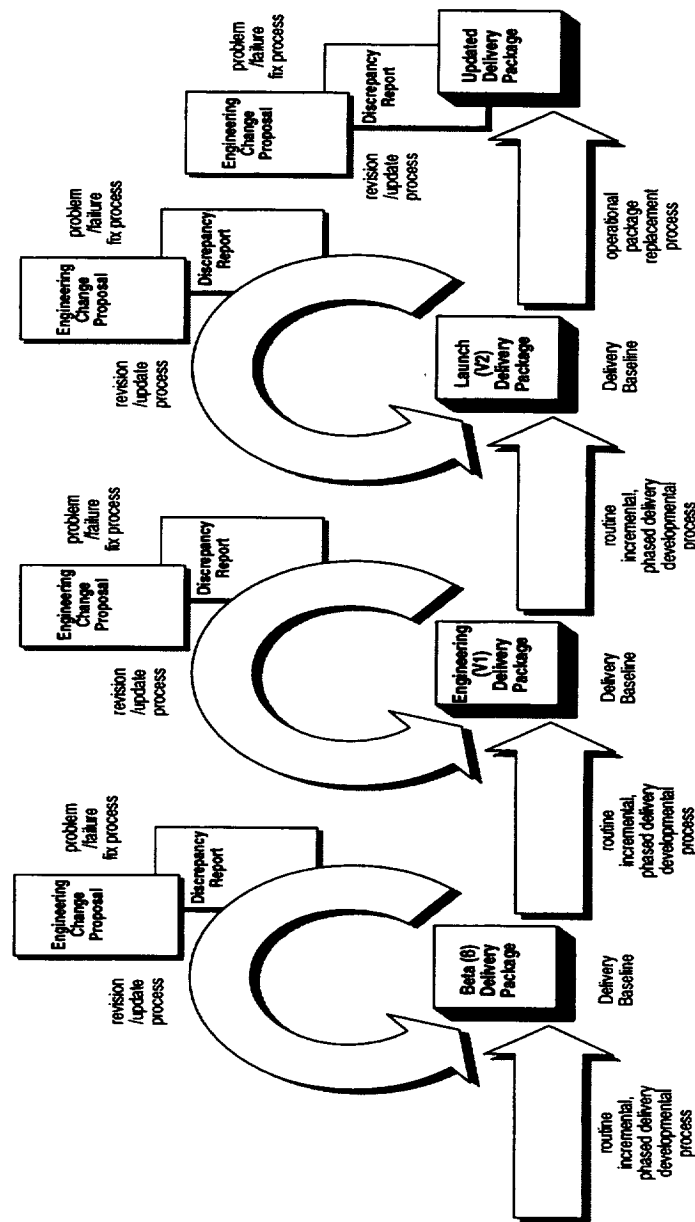 routine
incremental,
phased delivery
developmental
process
Beta (6)
Delivery
Package
Delivery
Baseline
revision
/update
process
Engineering
Change
Proposal
Discrepancy
Report
problem
/failure
fix process
routine
incremental,
phased delivery
developmental
process
Engineering
(V1)
Delivery
Package
Delivery
Baseline
revision
/update
process
Engineering
Change
Proposal
Discrepancy
Report
problem
/failure
fix process
routine
incremental,
phased delivery
developmental
process
Launch
(V2)
Delivery
Package
Delivery
Baseline
revision
/update
process
Engineering
Change
Proposal
Discrepancy
Report
problem
/failure
fix process
operational
package
replacement
process
revision
/update
process
Engineering
Change
Proposal
Discrepancy
Report
problem
/failure
fix process
Updated
Delivery
Package